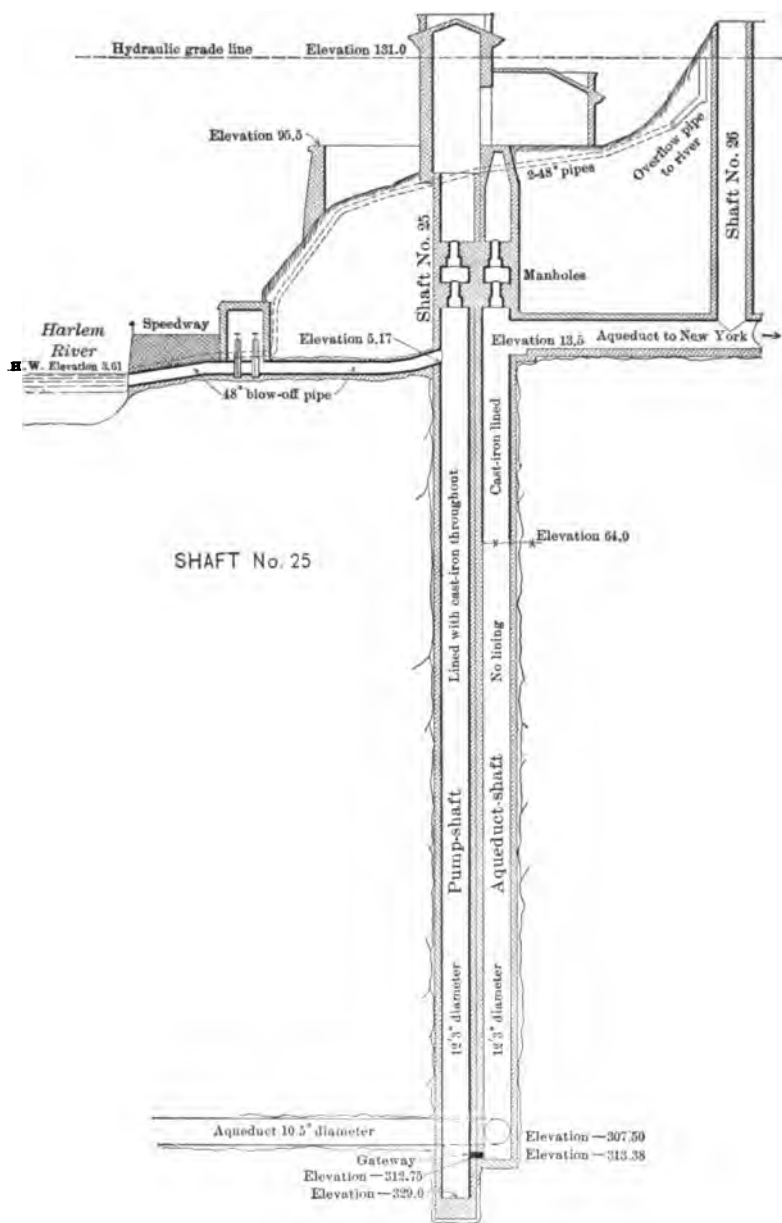 Hydraulic grade line Elevation 131.0
Elevation 95,5
2-48" pipes
Overflow pipe
to river
Shaft No. 26
Shaft No. 25
Manholes
Harlem
River
Speedway
H. W. Elevation 3.61
Elevation 5,17
Elevation 13,5
Aqueduct to New York
48" blow-off pipe
Cast-iron lined
Lined with cast-iron throughout
Elevation 64.0
SHAFT No. 25
No lining
Pump-shaft
Aqueduct-shaft
12'3" diameter
12'3" diameter
Aqueduct 10.5" diameter
Elevation —307.50
Gateway
Elevation —313.38
Elevation —312.75
Elevation —329.0